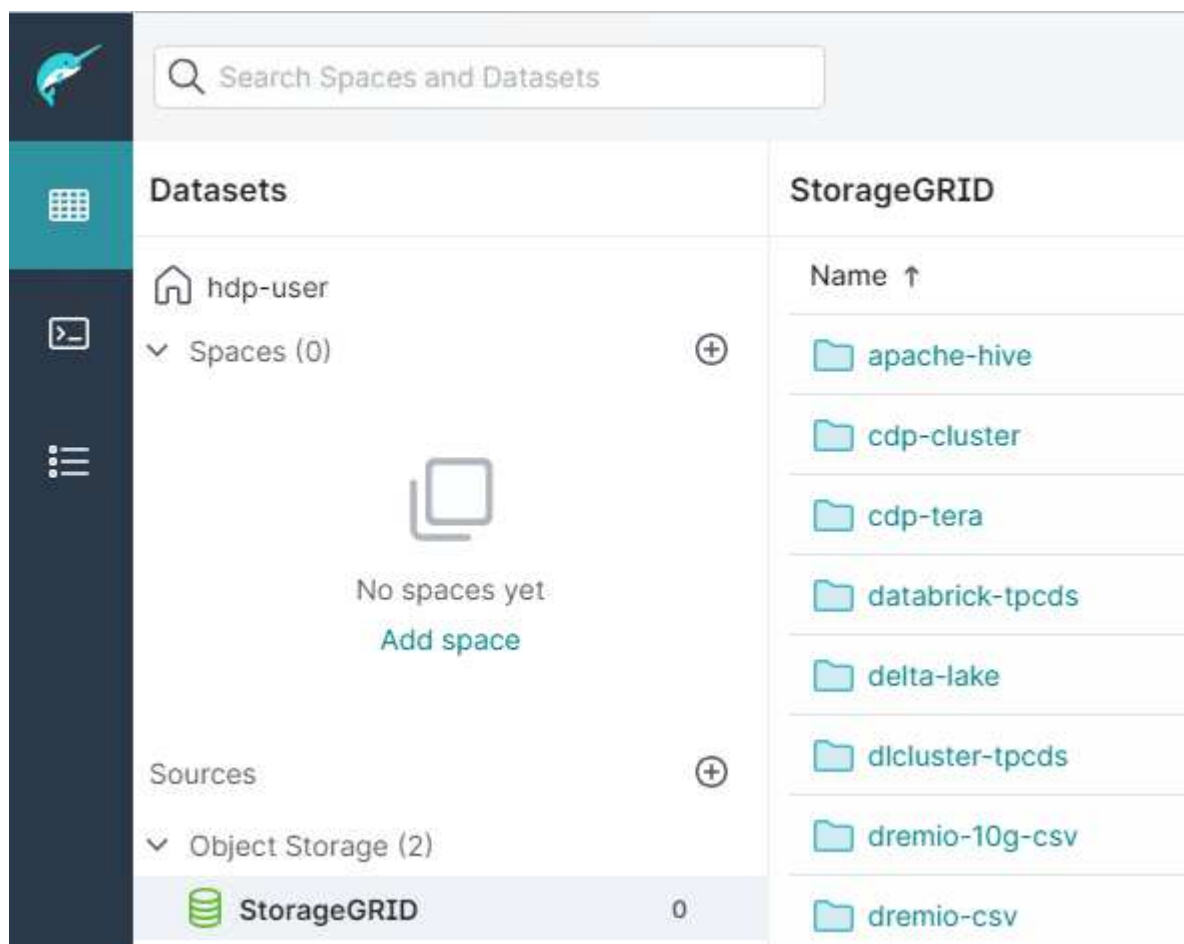 Search Spaces and Datasets
Datasets
hdp-user
Spaces (0)
No spaces yet
Add space
Sources
Object Storage (2)
StorageGRID 0
StorageGRID
Name ↑
apache-hive
cdp-cluster
cdp-tera
databrick-tpcds
delta-lake
dlcluster-tpcds
dremio-10g-csv
dremio-csv